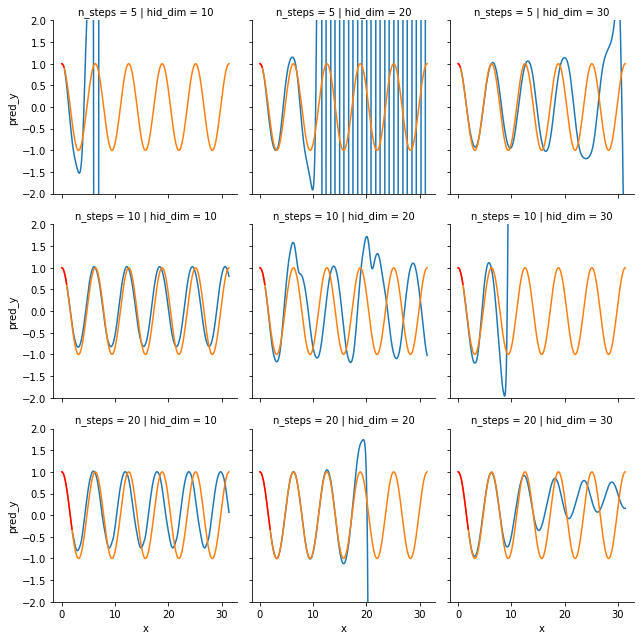 n_steps = 5 | hid_dim = 10
n_steps = 5 | hid_dim = 20
n_steps = 5 | hid_dim = 30
2.0
1.5
1.0
0.5
0.0
-0.5
-1.0
-1.5
-2.0
pred_y
n_steps = 10 | hid_dim = 10
n_steps = 10 | hid_dim = 20
n_steps = 10 | hid_dim = 30
2.0
1.5
1.0
0.5
0.0
-0.5
-1.0
-1.5
-2.0
pred_y
n_steps = 20 | hid_dim = 10
n_steps = 20 | hid_dim = 20
n_steps = 20 | hid_dim = 30
2.0
1.5
1.0
0.5
0.0
-0.5
-1.0
-1.5
-2.0
pred_y
0 10 20 30
0 10 20 30
0 10 20 30
x
x
x